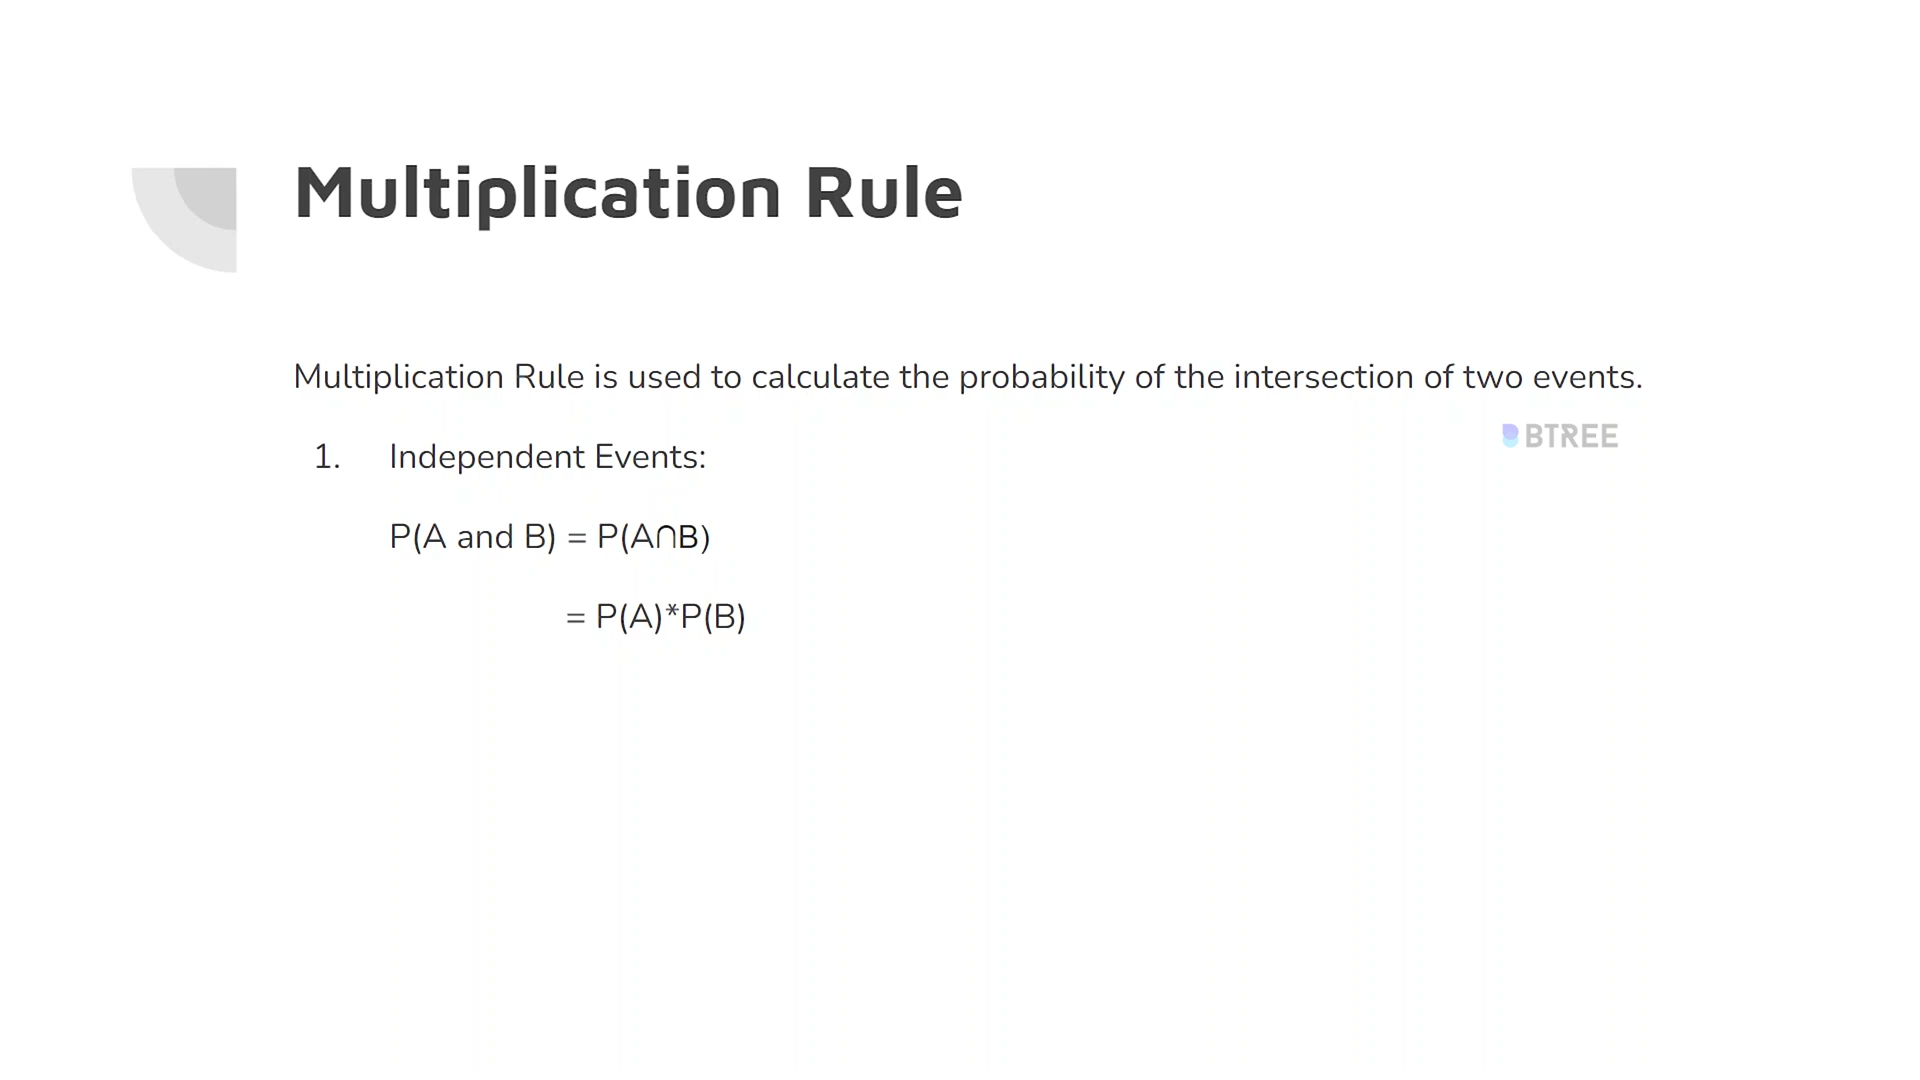 Multiplication Rule
Multiplication Rule is used to calculate the probability of the intersection of two events.
BTREE
1. Independent Events:
P(A and B) = P(A∩B)
= P(A)*P(B)